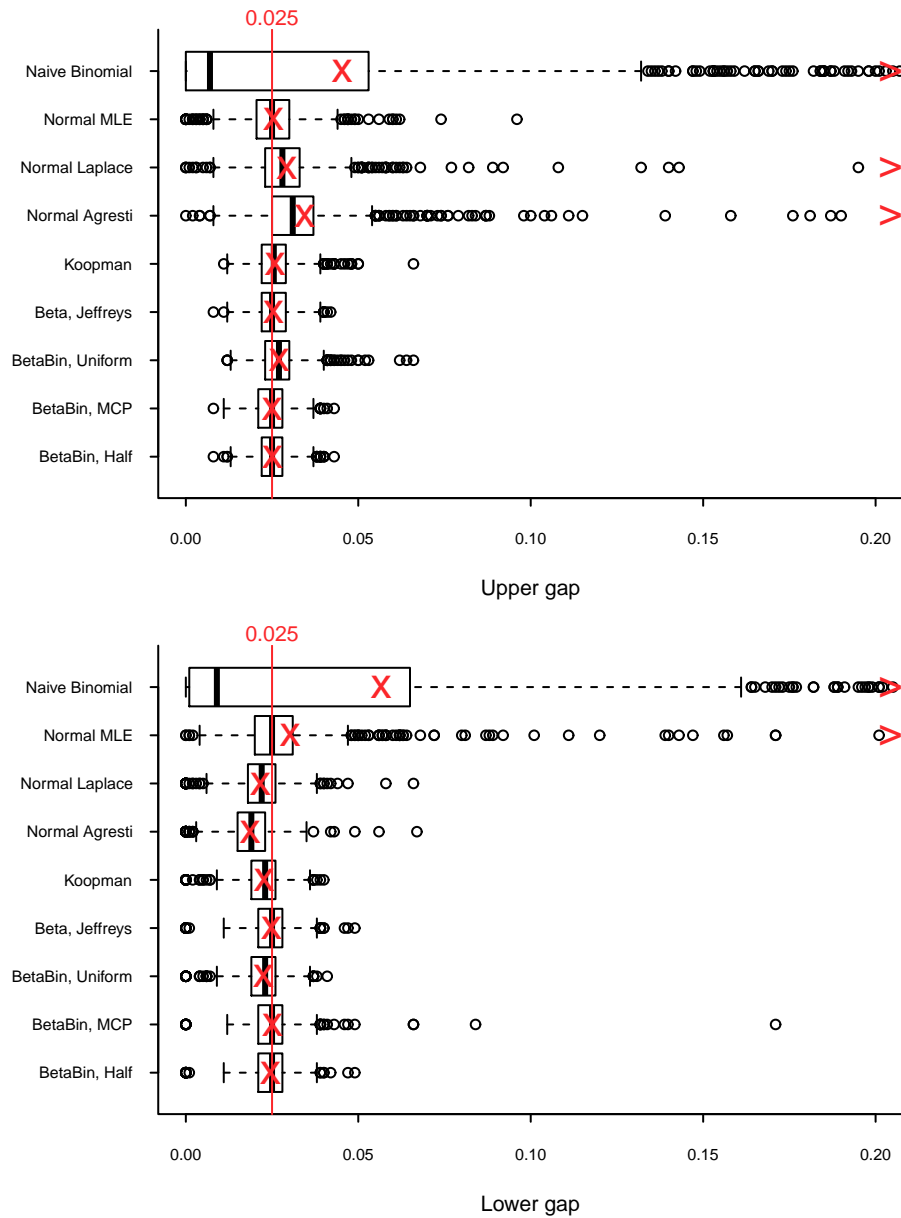 0.025
Naive Binomial
Normal MLE
Normal Laplace
Normal Agresti
Koopman
Beta, Jeffreys
BetaBin, Uniform
BetaBin, MCP
BetaBin, Half
0.00 0.05 0.10 0.15 0.20
Upper gap
0.025
Naive Binomial
Normal MLE
Normal Laplace
Normal Agresti
Koopman
Beta, Jeffreys
BetaBin, Uniform
BetaBin, MCP
BetaBin, Half
0.00 0.05 0.10 0.15 0.20
Lower gap